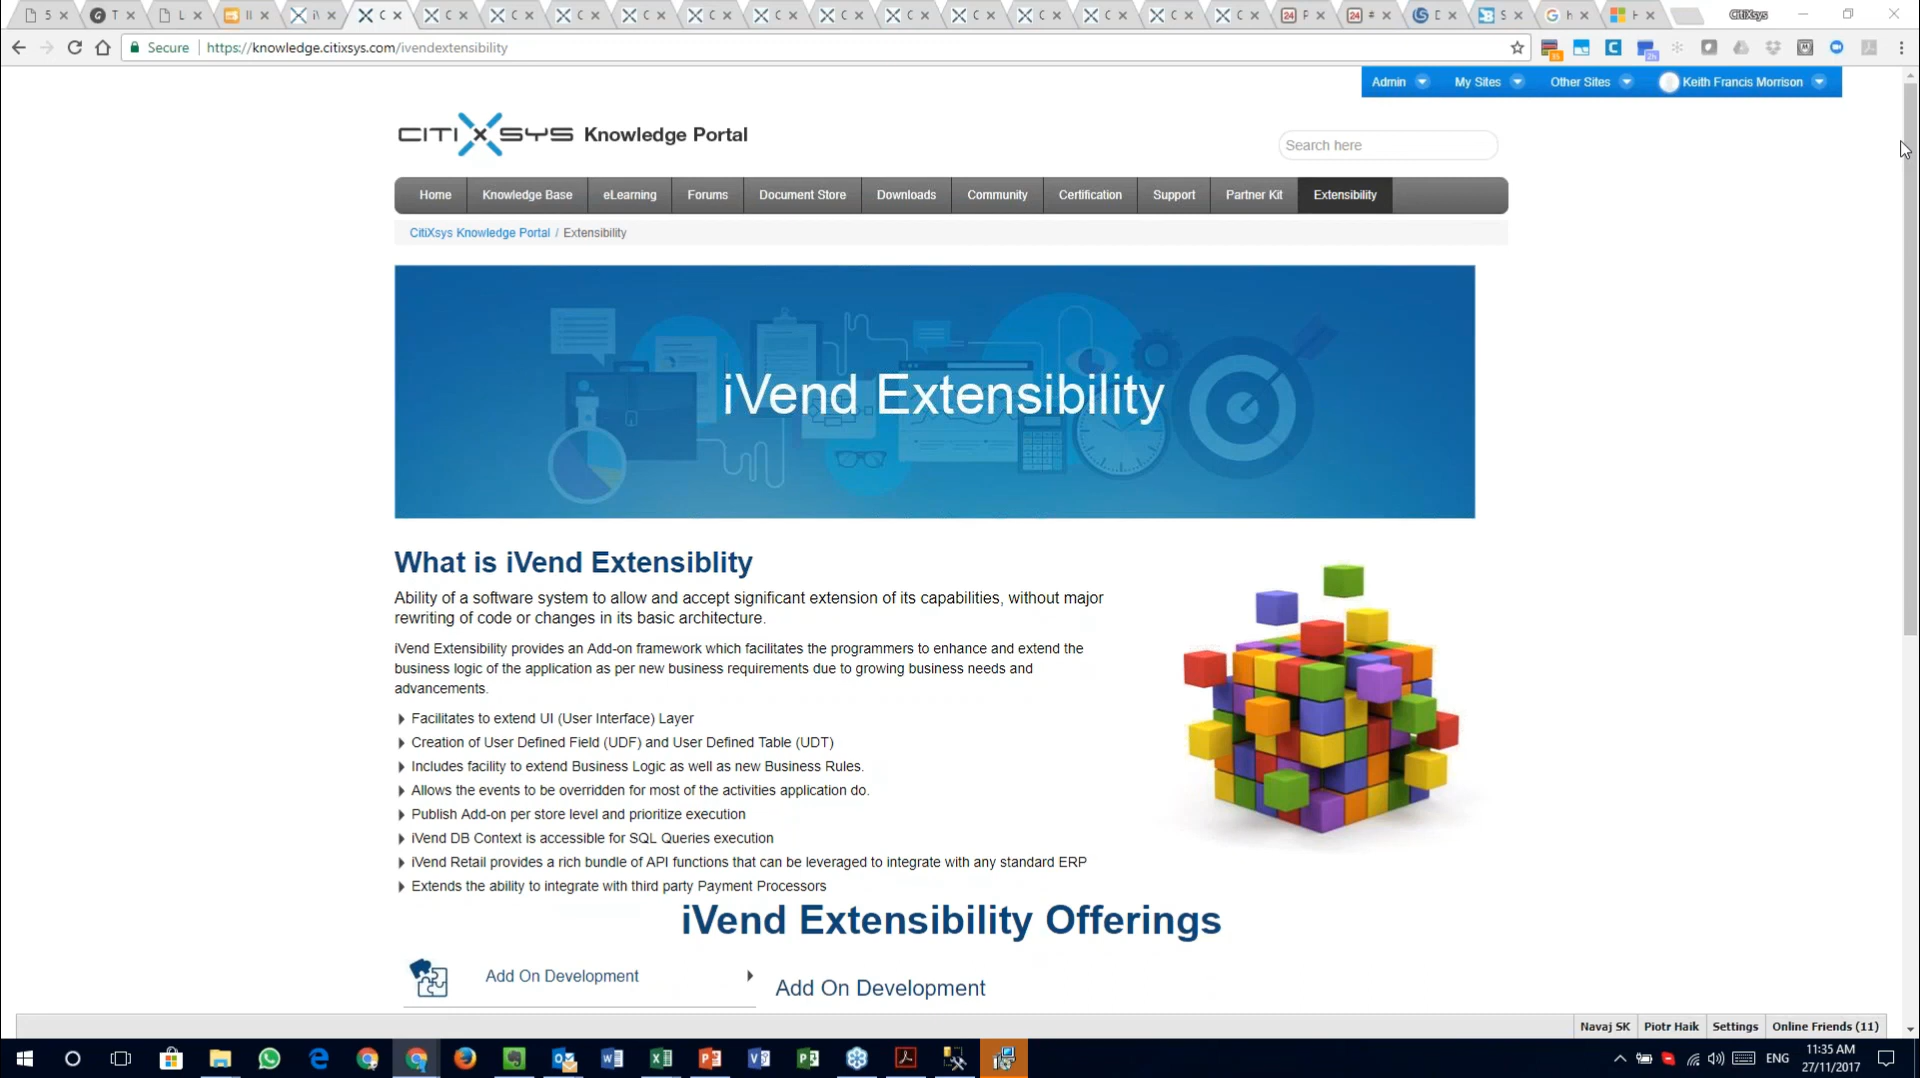 5
T
L
I
iV
C
C
C
C
C
C
C
C
C
C
C
C
C
C
24 P
24 #
D
S
h
H
CitiXsys
Secure https://knowledge.citixsys.com/ivendextensibility
Admin My Sites Other Sites Keith Francis Morrison
CITIXSYS Knowledge Portal
Search here
Home Knowledge Base eLearning Forums Document Store Downloads Community Certification Support Partner Kit Extensibility
CitiXsys Knowledge Portal / Extensibility
iVend Extensibility
What is iVend Extensiblity
Ability of a software system to allow and accept significant extension of its capabilities, without major
rewriting of code or changes in its basic architecture.
iVend Extensibility provides an Add-on framework which facilitates the programmers to enhance and extend the
business logic of the application as per new business requirements due to growing business needs and
advancements.
Facilitates to extend UI (User Interface) Layer
Creation of User Defined Field (UDF) and User Defined Table (UDT)
Includes facility to extend Business Logic as well as new Business Rules.
Allows the events to be overridden for most of the activities application do.
Publish Add-on per store level and prioritize execution
iVend DB Context is accessible for SQL Queries execution
iVend Retail provides a rich bundle of API functions that can be leveraged to integrate with any standard ERP
Extends the ability to integrate with third party Payment Processors
iVend Extensibility Offerings
Add On Development
Add On Development
Navaj SK Piotr Haik Settings Online Friends (11)
ENG
11:35 AM
27/11/2017